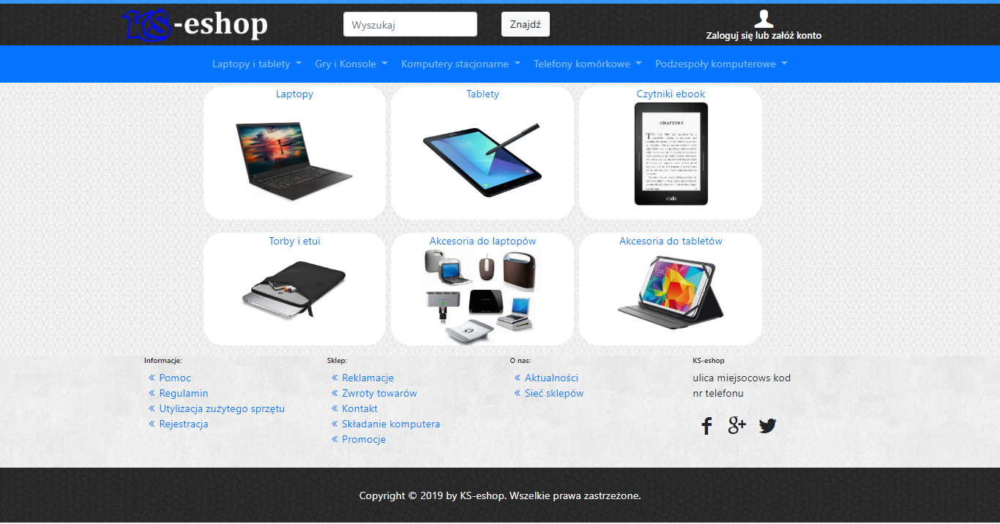 KS-eshop
Wyszukaj
Znajdź
Zaloguj się lub załóż konto
Laptopy i tablety
Gry i Konsole
Komputery stacjonarne
Telefony komórkowe
Podzespoły komputerowe
Laptopy
Tablety
Czytniki ebook
CHAPTER I
kindle
Torby i etui
Akcesoria do laptopów
Akcesoria do tabletów
12:45
Informacje:
Pomoc
Regulamin
Utylizacja zużytego sprzętu
Rejestracja
Sklep:
Reklamacje
Zwroty towarów
Kontakt
Składanie komputera
Promocje
O nas:
Aktualności
Sieć sklepów
KS-eshop
ulica miejsocows kod
nr telefonu
Copyright © 2019 by KS-eshop. Wszelkie prawa zastrzeżone.